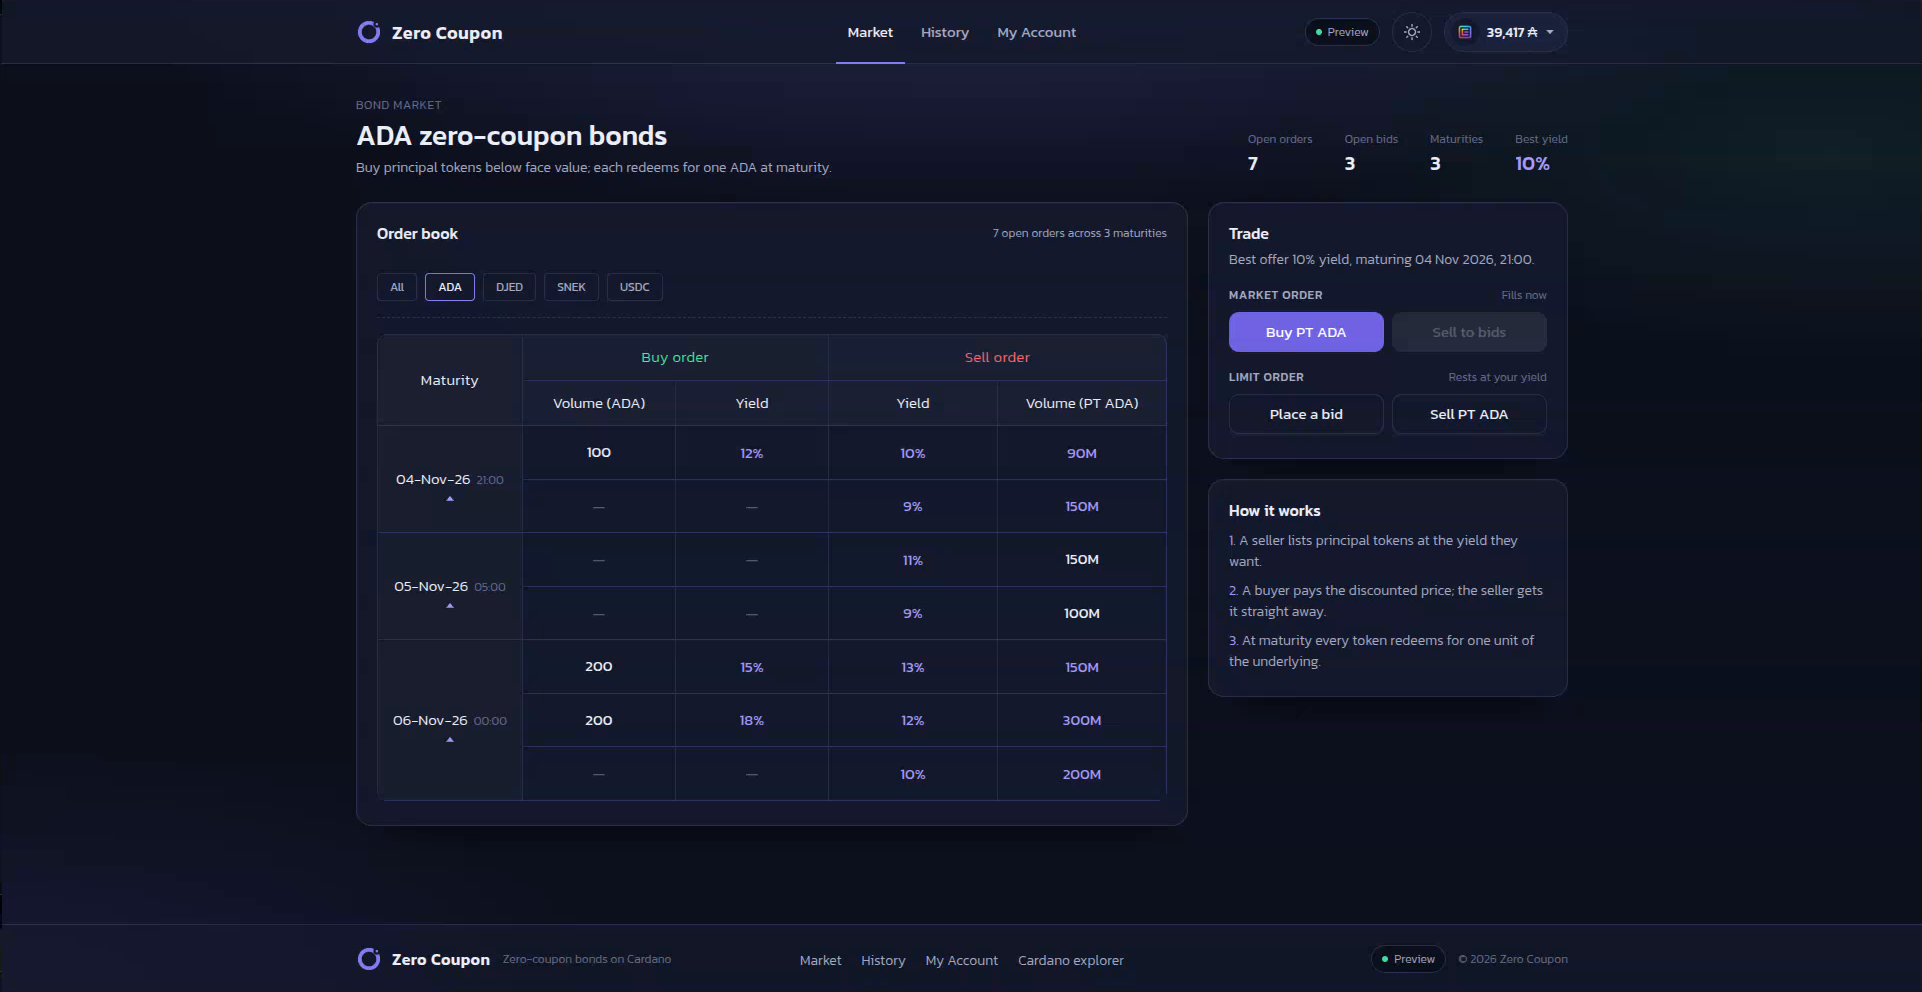 Zero Coupon
Market History My Account
Preview
39,417 ₳
BOND MARKET
ADA zero-coupon bonds
Buy principal tokens below face value; each redeems for one ADA at maturity.
Open orders Open bids Maturities Best yield
7 3 3 10%
Order book
7 open orders across 3 maturities
All ADA DJED SNEK USDC
Maturity
Buy order Sell order
Volume (ADA) Yield Yield Volume (PT ADA)
04-Nov-26 21:00
100 12% 10% 90M
— — 9% 150M
05-Nov-26 05:00
— — 11% 150M
— — 9% 100M
06-Nov-26 00:00
200 15% 13% 150M
200 18% 12% 300M
— — 10% 200M
Trade
Best offer 10% yield, maturing 04 Nov 2026, 21:00.
MARKET ORDER Fills now
Buy PT ADA Sell to bids
LIMIT ORDER Rests at your yield
Place a bid Sell PT ADA
How it works
1. A seller lists principal tokens at the yield they
want.
2. A buyer pays the discounted price; the seller gets
it straight away.
3. At maturity every token redeems for one unit of
the underlying.
Zero Coupon Zero-coupon bonds on Cardano
Market History My Account Cardano explorer
Preview © 2026 Zero Coupon